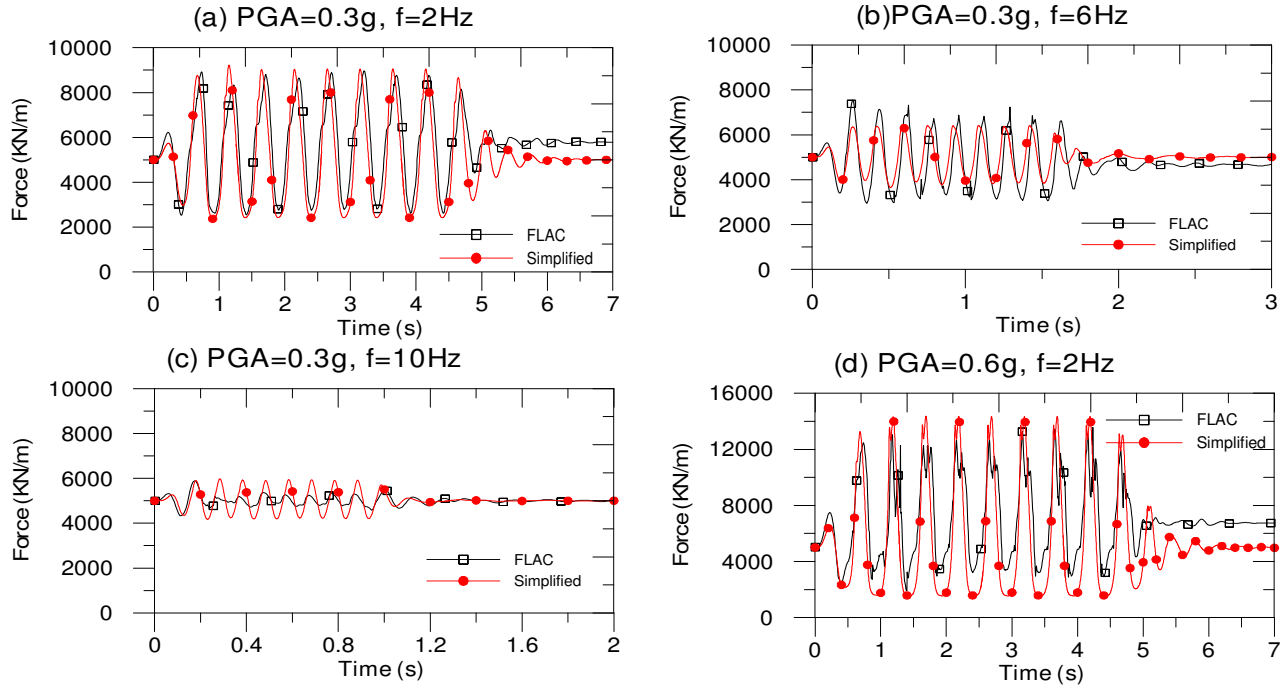 (a) PGA=0.3g, f=2Hz
10000
8000
6000
4000
2000
0
Force (KN/m)
FLAC
Simplified
0 1 2 3 4 5 6 7
Time (s)
(b)PGA=0.3g, f=6Hz
10000
8000
6000
4000
2000
0
Force (KN/m)
FLAC
Simplified
0 1 2 3
Time (s)
(c) PGA=0.3g, f=10Hz
10000
8000
6000
4000
2000
0
Force (KN/m)
FLAC
Simplified
0 0.4 0.8 1.2 1.6 2
Time (s)
(d) PGA=0.6g, f=2Hz
16000
12000
8000
4000
0
Force (KN/m)
FLAC
Simplified
0 1 2 3 4 5 6 7
Time (s)